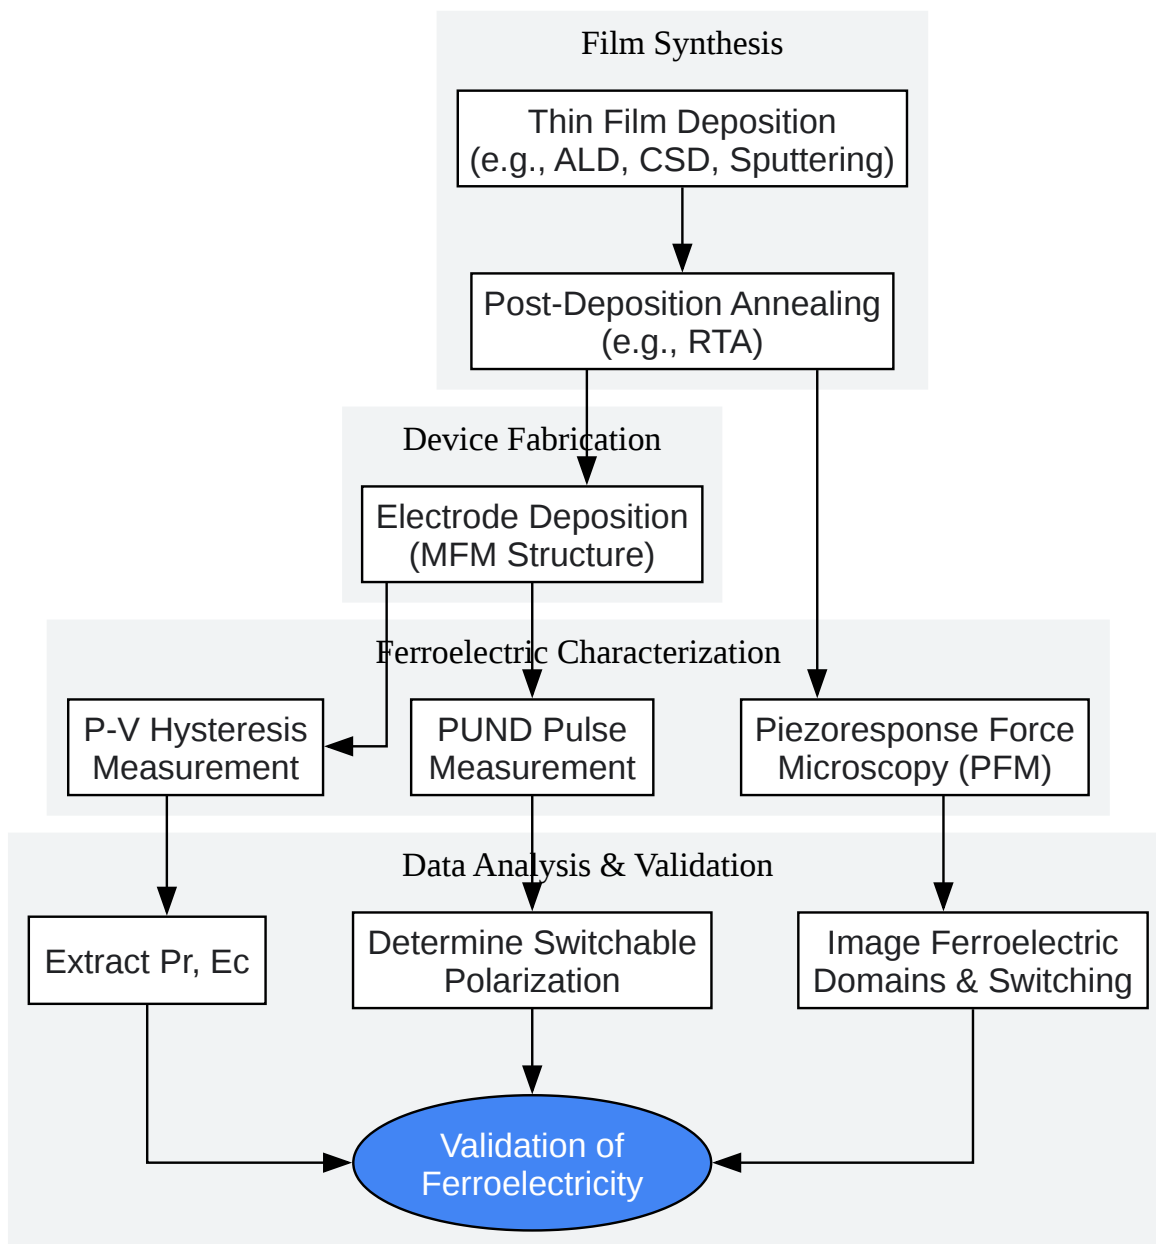 Film Synthesis
Thin Film Deposition
(e.g., ALD, CSD, Sputtering)
Post-Deposition Annealing
(e.g., RTA)
Device Fabrication
Electrode Deposition
(MFM Structure)
Ferroelectric Characterization
P-V Hysteresis
Measurement
PUND Pulse
Measurement
Piezoresponse Force
Microscopy (PFM)
Data Analysis & Validation
Extract Pr, Ec
Determine Switchable
Polarization
Image Ferroelectric
Domains & Switching
Validation of
Ferroelectricity